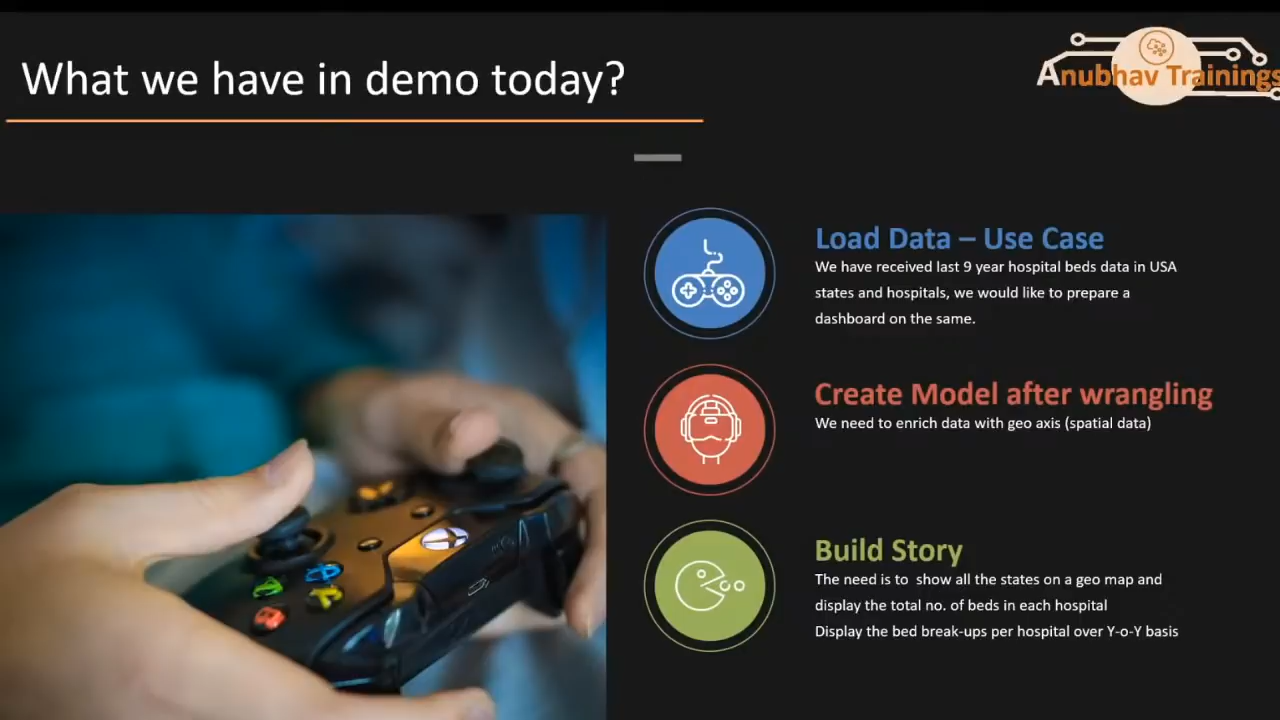 What we have in demo today?
Anubhav Trainings
Load Data – Use Case
We have received last 9 year hospital beds data in USA
states and hospitals, we would like to prepare a
dashboard on the same.
Create Model after wrangling
We need to enrich data with geo axis (spatial data)
Build Story
The need is to  show all the states on a geo map and
display the total no. of beds in each hospital
Display the bed break-ups per hospital over Y-o-Y basis